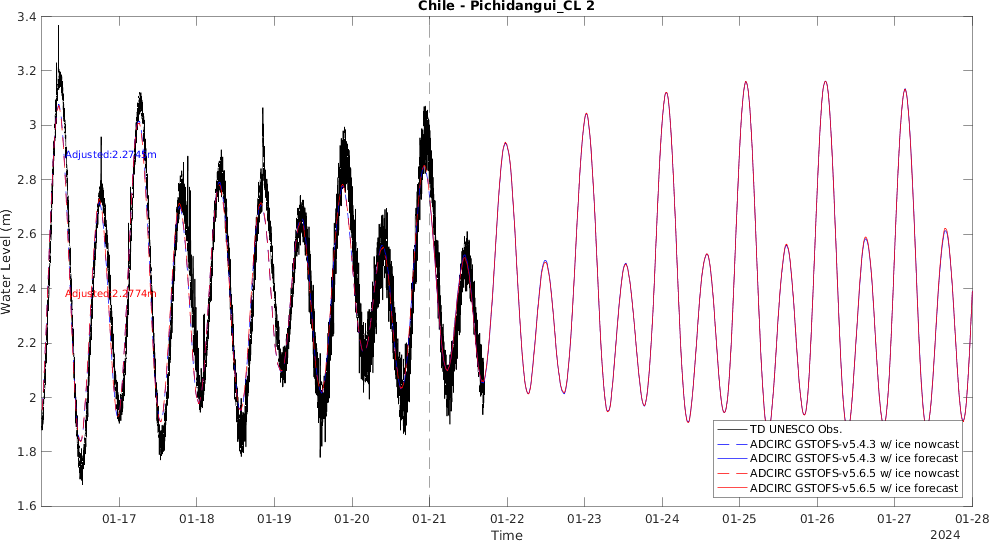 Chile - Pichidangui_CL 2
3.4
3.2
3
2.8
2.6
2.4
2.2
2
1.8
1.6
Water Level (m)
Adjusted:2.2745m
Adjusted:2.2774m
TD UNESCO Obs.
ADCIRC GSTOFS-v5.4.3 w/ ice nowcast
ADCIRC GSTOFS-v5.4.3 w/ ice forecast
ADCIRC GSTOFS-v5.6.5 w/ ice nowcast
ADCIRC GSTOFS-v5.6.5 w/ ice forecast
01-17 01-18 01-19 01-20 01-21 01-22 01-23 01-24 01-25 01-26 01-27 01-28
Time
2024